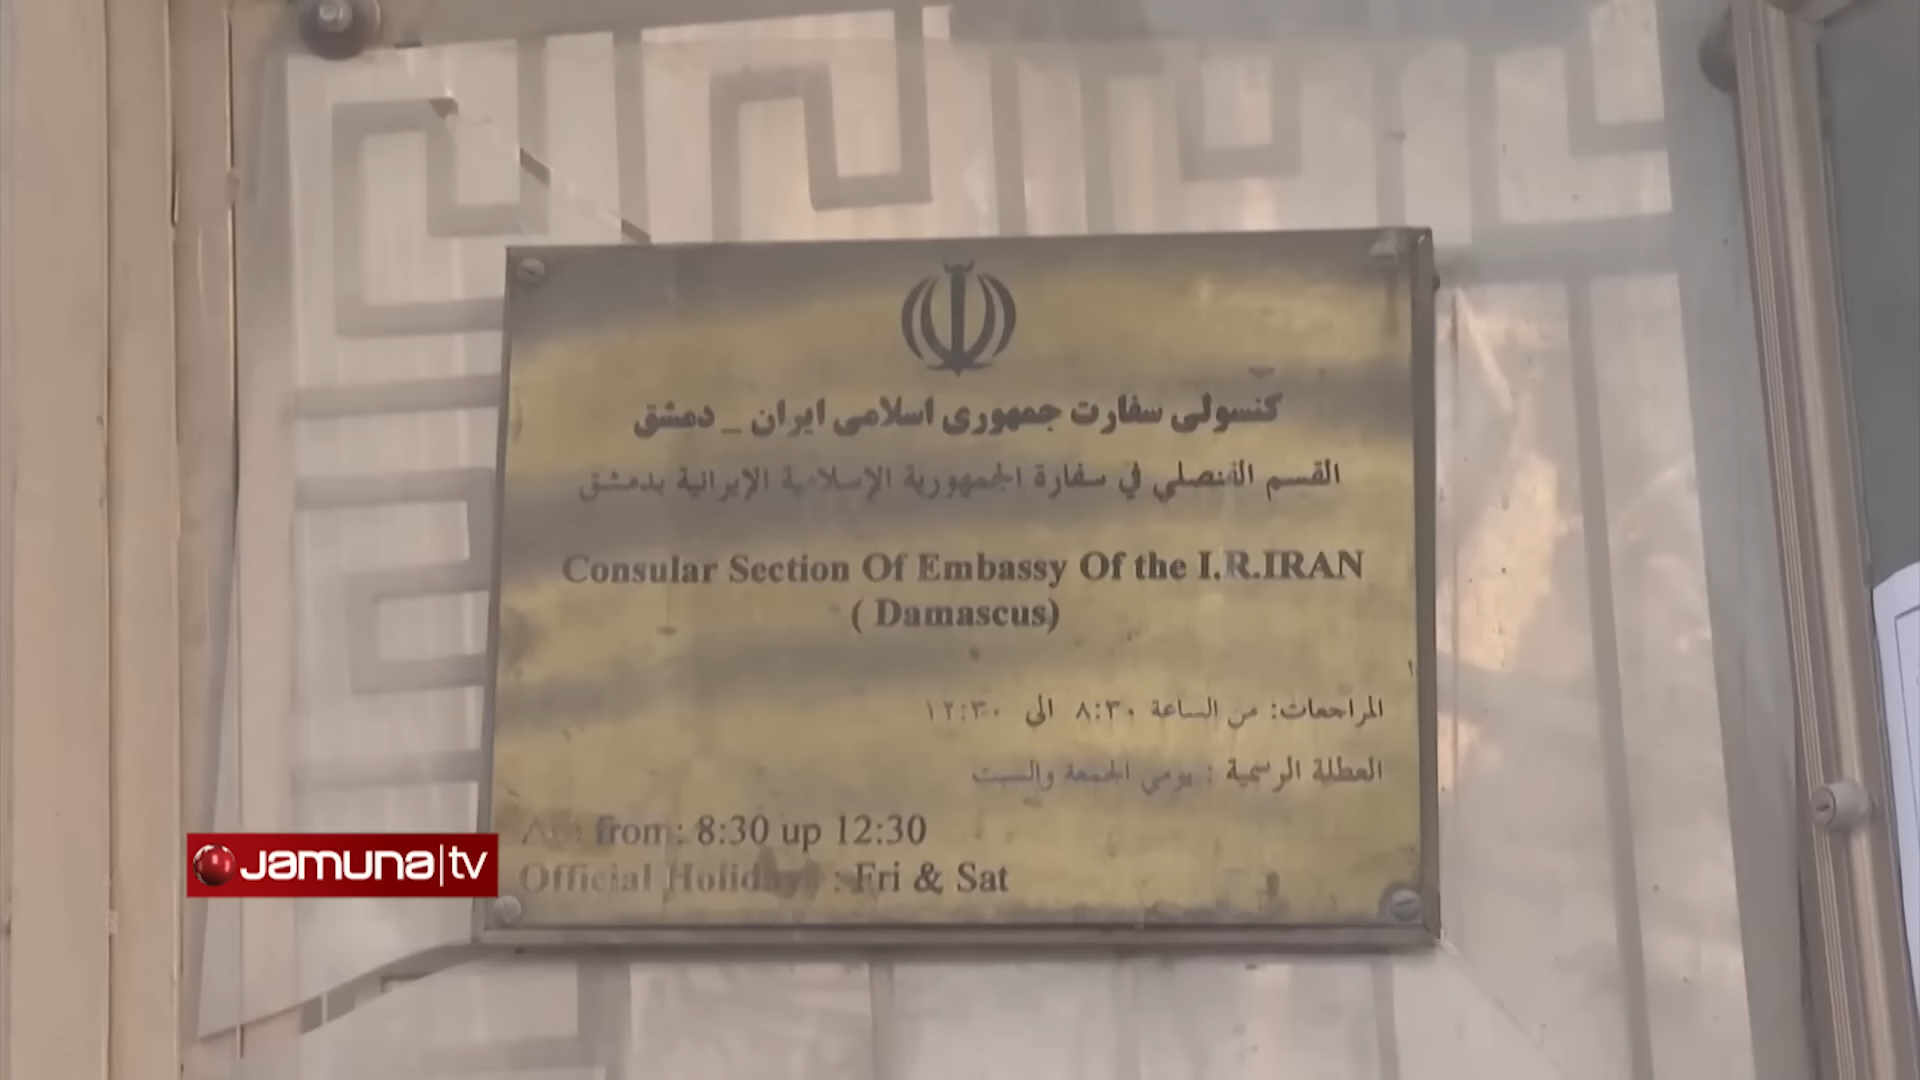 کنسولی سفارت جمهوری اسلامی ایران _ دمشق
القسم القنصلي في سفارة الجمهورية الإسلامية الإيرانية بدمشق
Consular Section Of Embassy Of the I.R.IRAN
( Damascus)
المراجعات: من الساعة ٨:٣٠ الى ١٢:٣٠
العطلة الرسمية : يومي الجمعة والسبت
from: 8:30 up 12:30
Official Holidays : Fri & Sat
Jamuna|tv